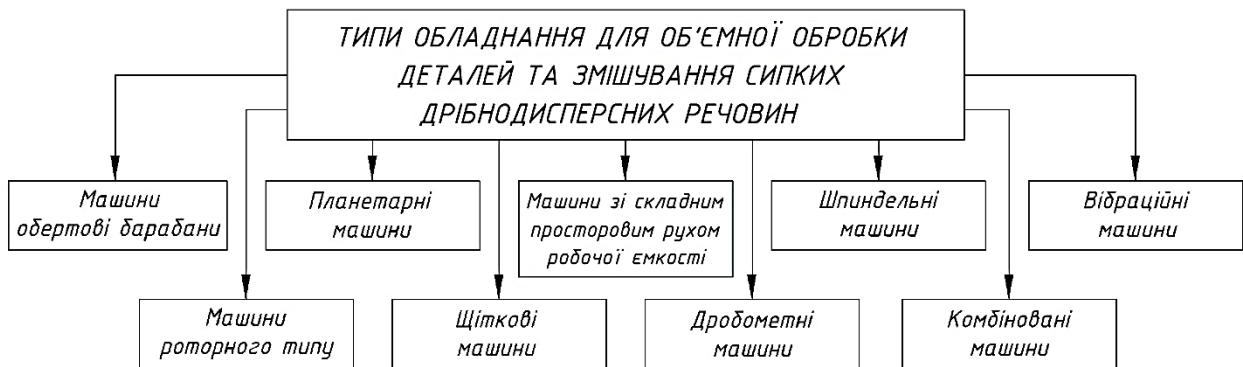 ТИПИ ОБЛАДНАННЯ ДЛЯ ОБ'ЄМНОЇ ОБРОБКИ
ДЕТАЛЕЙ ТА ЗМІШУВАННЯ СИПКИХ
ДРІБНОДИСПЕРСНИХ РЕЧОВИН
Машини
обертові барабани
Планетарні
машини
Машини зі складним
просторовим рухом
робочої емкості
Шпиндельні
машини
Вібраційні
машини
Машини
роторного типу
Щіткові
машини
Дробометні
машини
Комбіновані
машини